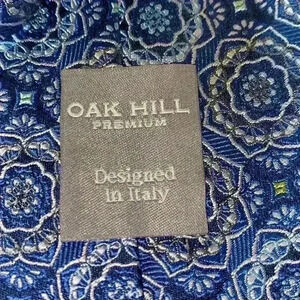 OAK HILL
PREMIUM
Designed
in Italy